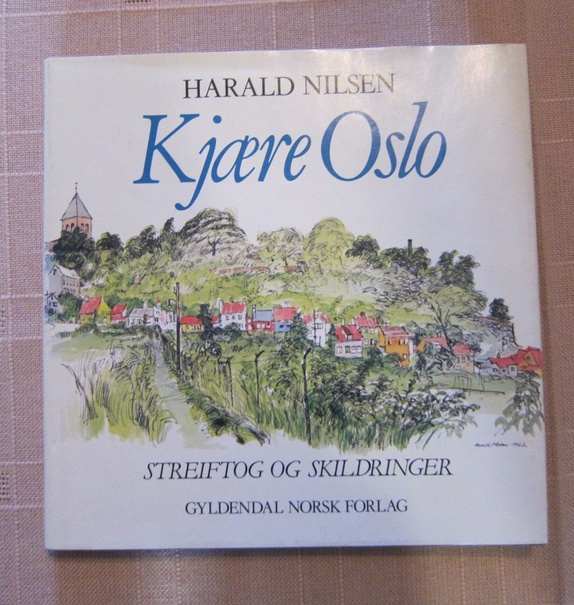 HARALD NILSEN
Kjære Oslo
STREIFTOG OG SKILDRINGER
GYLDENDAL NORSK FORLAG